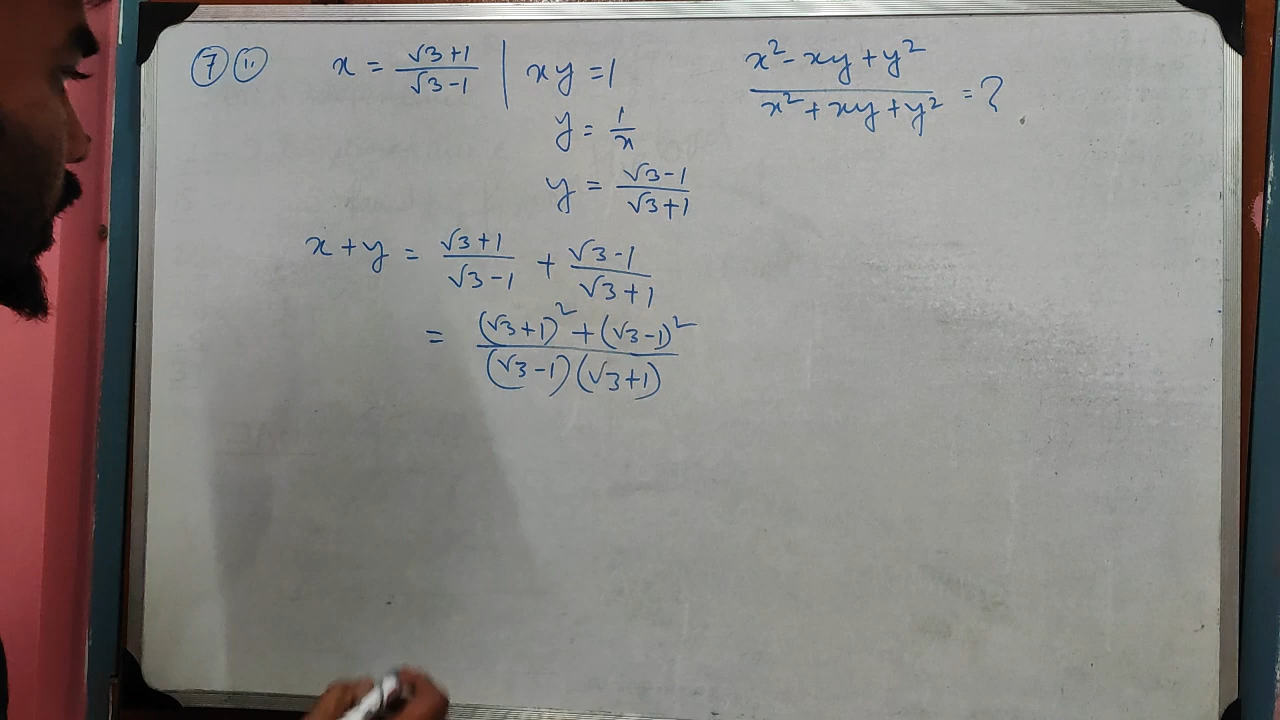 ⑦ ⑪ x = √3+1/√3-1 | xy = 1 x² - xy + y²/x² + xy + y² = ?
y = 1/x
y = √3-1/√3+1
x + y = √3+1/√3-1 + √3-1/√3+1
= (√3+1)² + (√3-1)²/(√3-1)(√3+1)